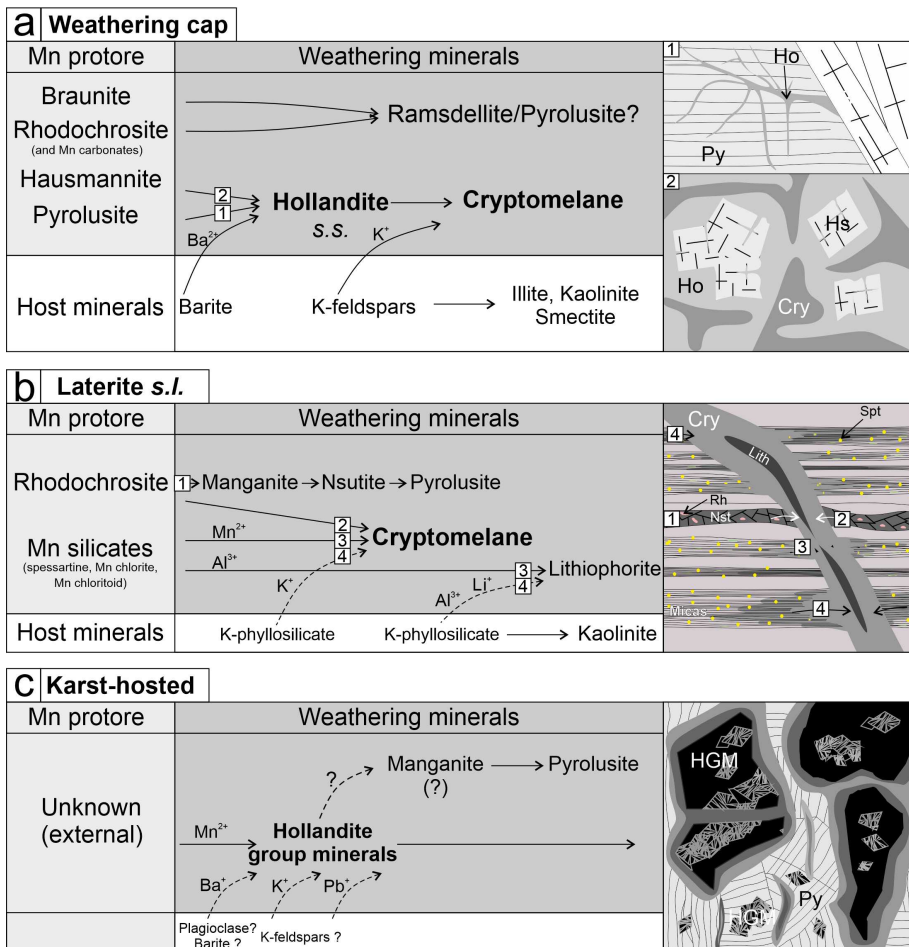 a Weathering cap
Mn protore
Weathering minerals
Braunite
Rhodochrosite
(and Mn carbonates)
Ramsdellite/Pyrolusite?
Hausmannite
Pyrolusite
2
1
Ba2+
Hollandite
s.s.
K+
Cryptomelane
Host minerals
Barite
K-feldspars
Illite, Kaolinite
Smectite
1
Ho
Py
2
Hs
Ho
Cry
b Laterite s.l.
Mn protore
Weathering minerals
Rhodochrosite
1
Manganite
Nsutite
Pyrolusite
Mn silicates
(spessartine, Mn chlorite,
Mn chloritoid)
Mn2+
2
3
4
Cryptomelane
Al3+
3
4
Lithiophorite
K+
Al3+
Li+
Host minerals
K-phyllosilicate
K-phyllosilicate
Kaolinite
Cry
Spt
4
Lith
Rh
1
Nst
2
3
4
Micas
c Karst-hosted
Mn protore
Weathering minerals
Unknown
(external)
Mn2+
?
Manganite
(?)
Pyrolusite
Hollandite
group minerals
Ba+
K+
Pb+
Plagioclase?
Barite ?
K-feldspars ?
HGM
Py
HGM